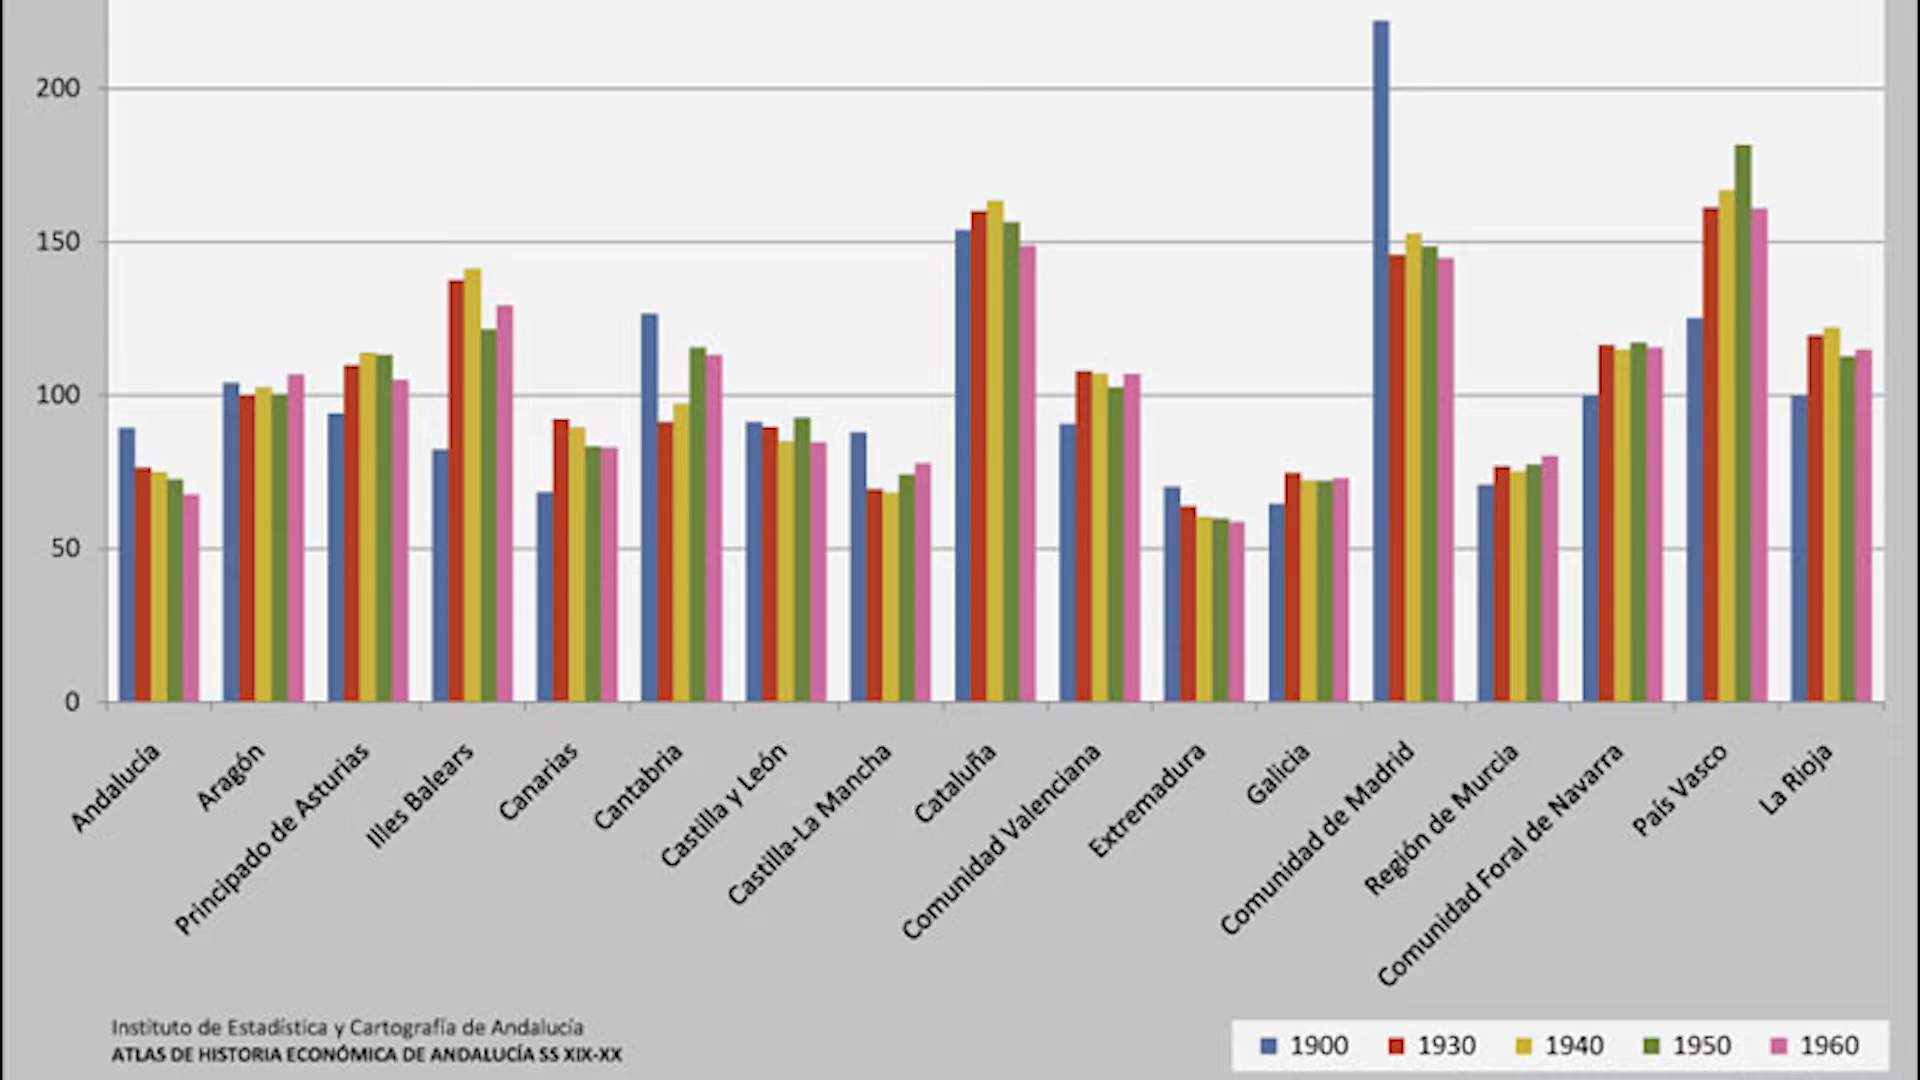 200
150
100
50
0
Andalucía
Aragón
Principado de Asturias
Illes Balears
Canarias
Cantabria
Castilla y León
Castilla-La Mancha
Cataluña
Comunidad Valenciana
Extremadura
Galicia
Comunidad de Madrid
Región de Murcia
Comunidad Foral de Navarra
País Vasco
La Rioja
Instituto de Estadística y Cartografía de Andalucía
ATLAS DE HISTORIA ECONÓMICA DE ANDALUCÍA SS XIX-XX
1900 1930 1940 1950 1960